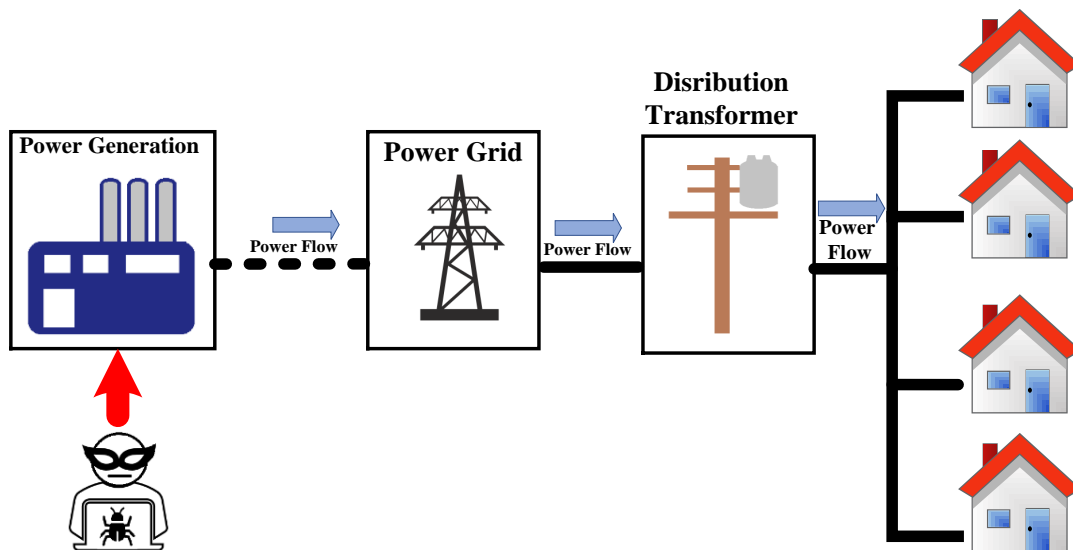 Power Generation
Power Flow
Power Grid
Power Flow
Disribution
Transformer
Power
Flow